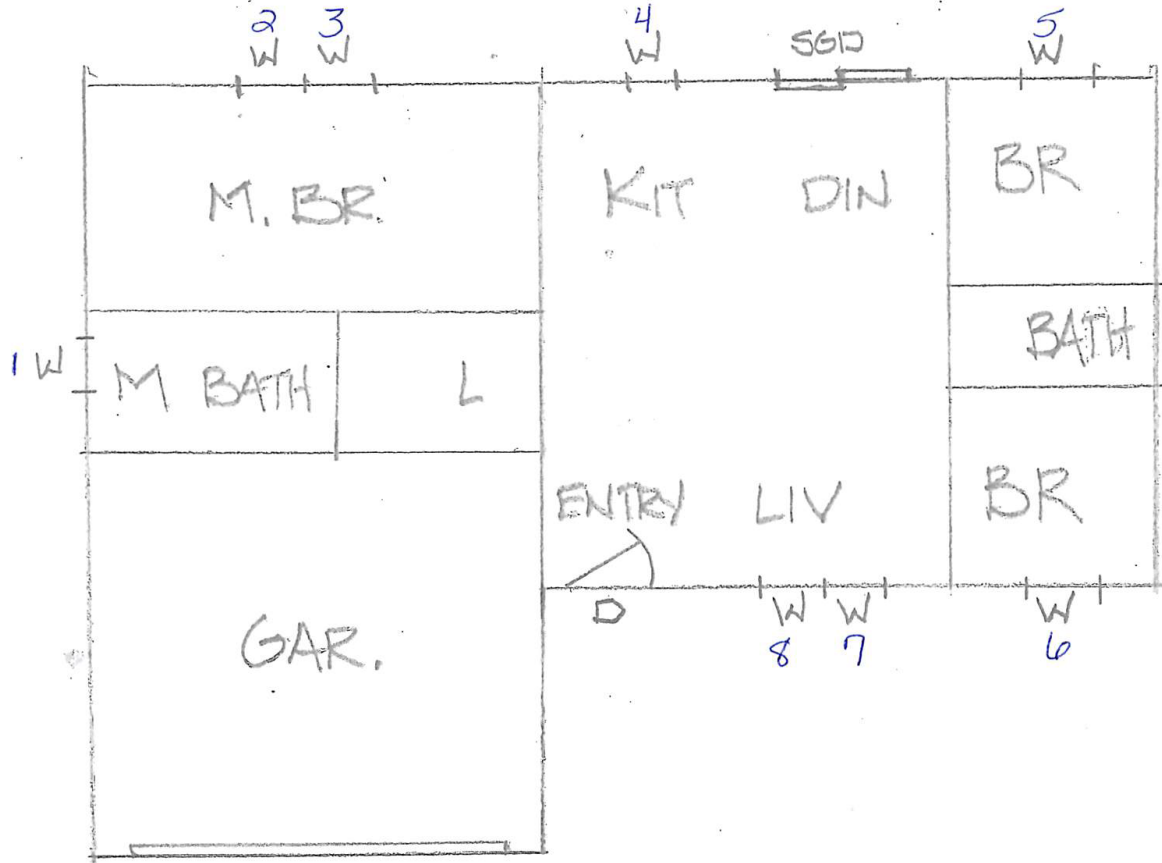 2 3 4 5
W W W SGD W
M. BR. KIT DIN BR
1 W M BATH L BATH
ENTRY LIV BR
D W W W
8 7 6
GAR.